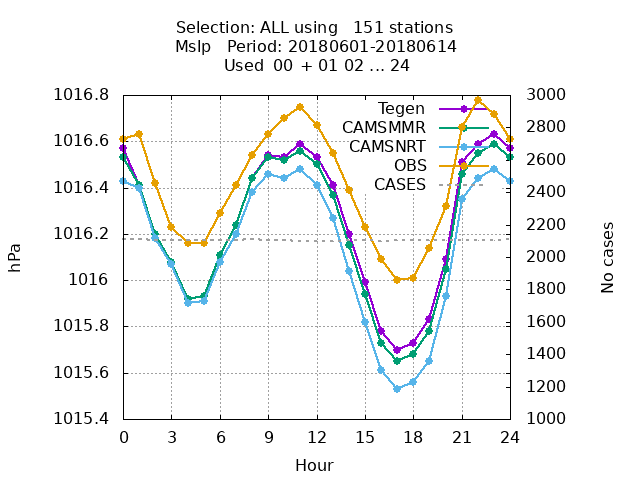 Selection: ALL using   151 stations
Mslp   Period: 20180601-20180614
Used  00 + 01 02 ... 24
1016.8
1016.6
1016.4
1016.2
1016
1015.8
1015.6
1015.4
hPa
Tegen
CAMSMMR
CAMSNRT
OBS
CASES
3000
2800
2600
2400
2200
2000
1800
1600
1400
1200
1000
No cases
0 3 6 9 12 15 18 21 24
Hour